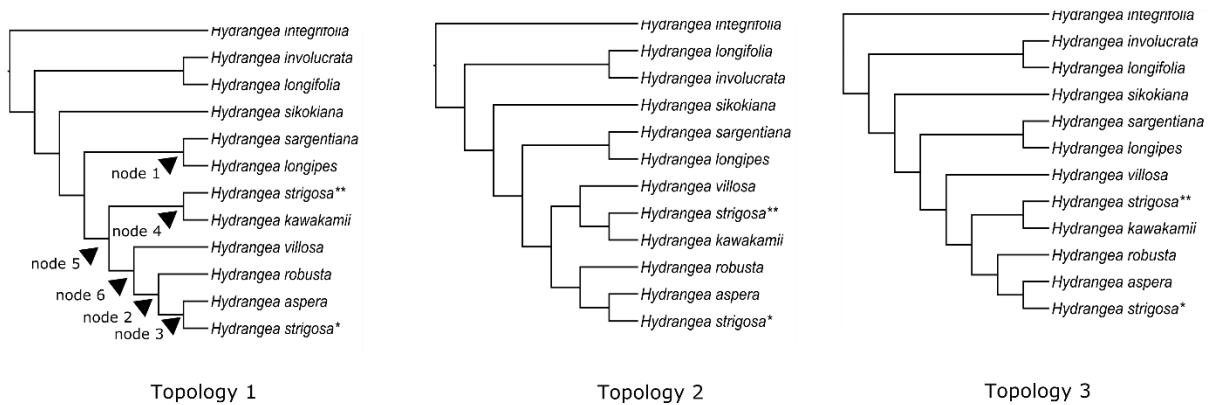 Hydrangea integrifolia
Hydrangea involucrata
Hydrangea longifolia
Hydrangea sikokiana
Hydrangea sargentiana
Hydrangea longipes
node 1
Hydrangea strigosa**
Hydrangea kawakamii
node 4
Hydrangea villosa
node 5
Hydrangea robusta
node 6
Hydrangea aspera
node 2
Hydrangea strigosa*
node 3
Topology 1
Hydrangea integrifolia
Hydrangea longifolia
Hydrangea involucrata
Hydrangea sikokiana
Hydrangea sargentiana
Hydrangea longipes
Hydrangea villosa
Hydrangea strigosa**
Hydrangea kawakamii
Hydrangea robusta
Hydrangea aspera
Hydrangea strigosa*
Topology 2
Hydrangea integrifolia
Hydrangea involucrata
Hydrangea longifolia
Hydrangea sikokiana
Hydrangea sargentiana
Hydrangea longipes
Hydrangea villosa
Hydrangea strigosa**
Hydrangea kawakamii
Hydrangea robusta
Hydrangea aspera
Hydrangea strigosa*
Topology 3